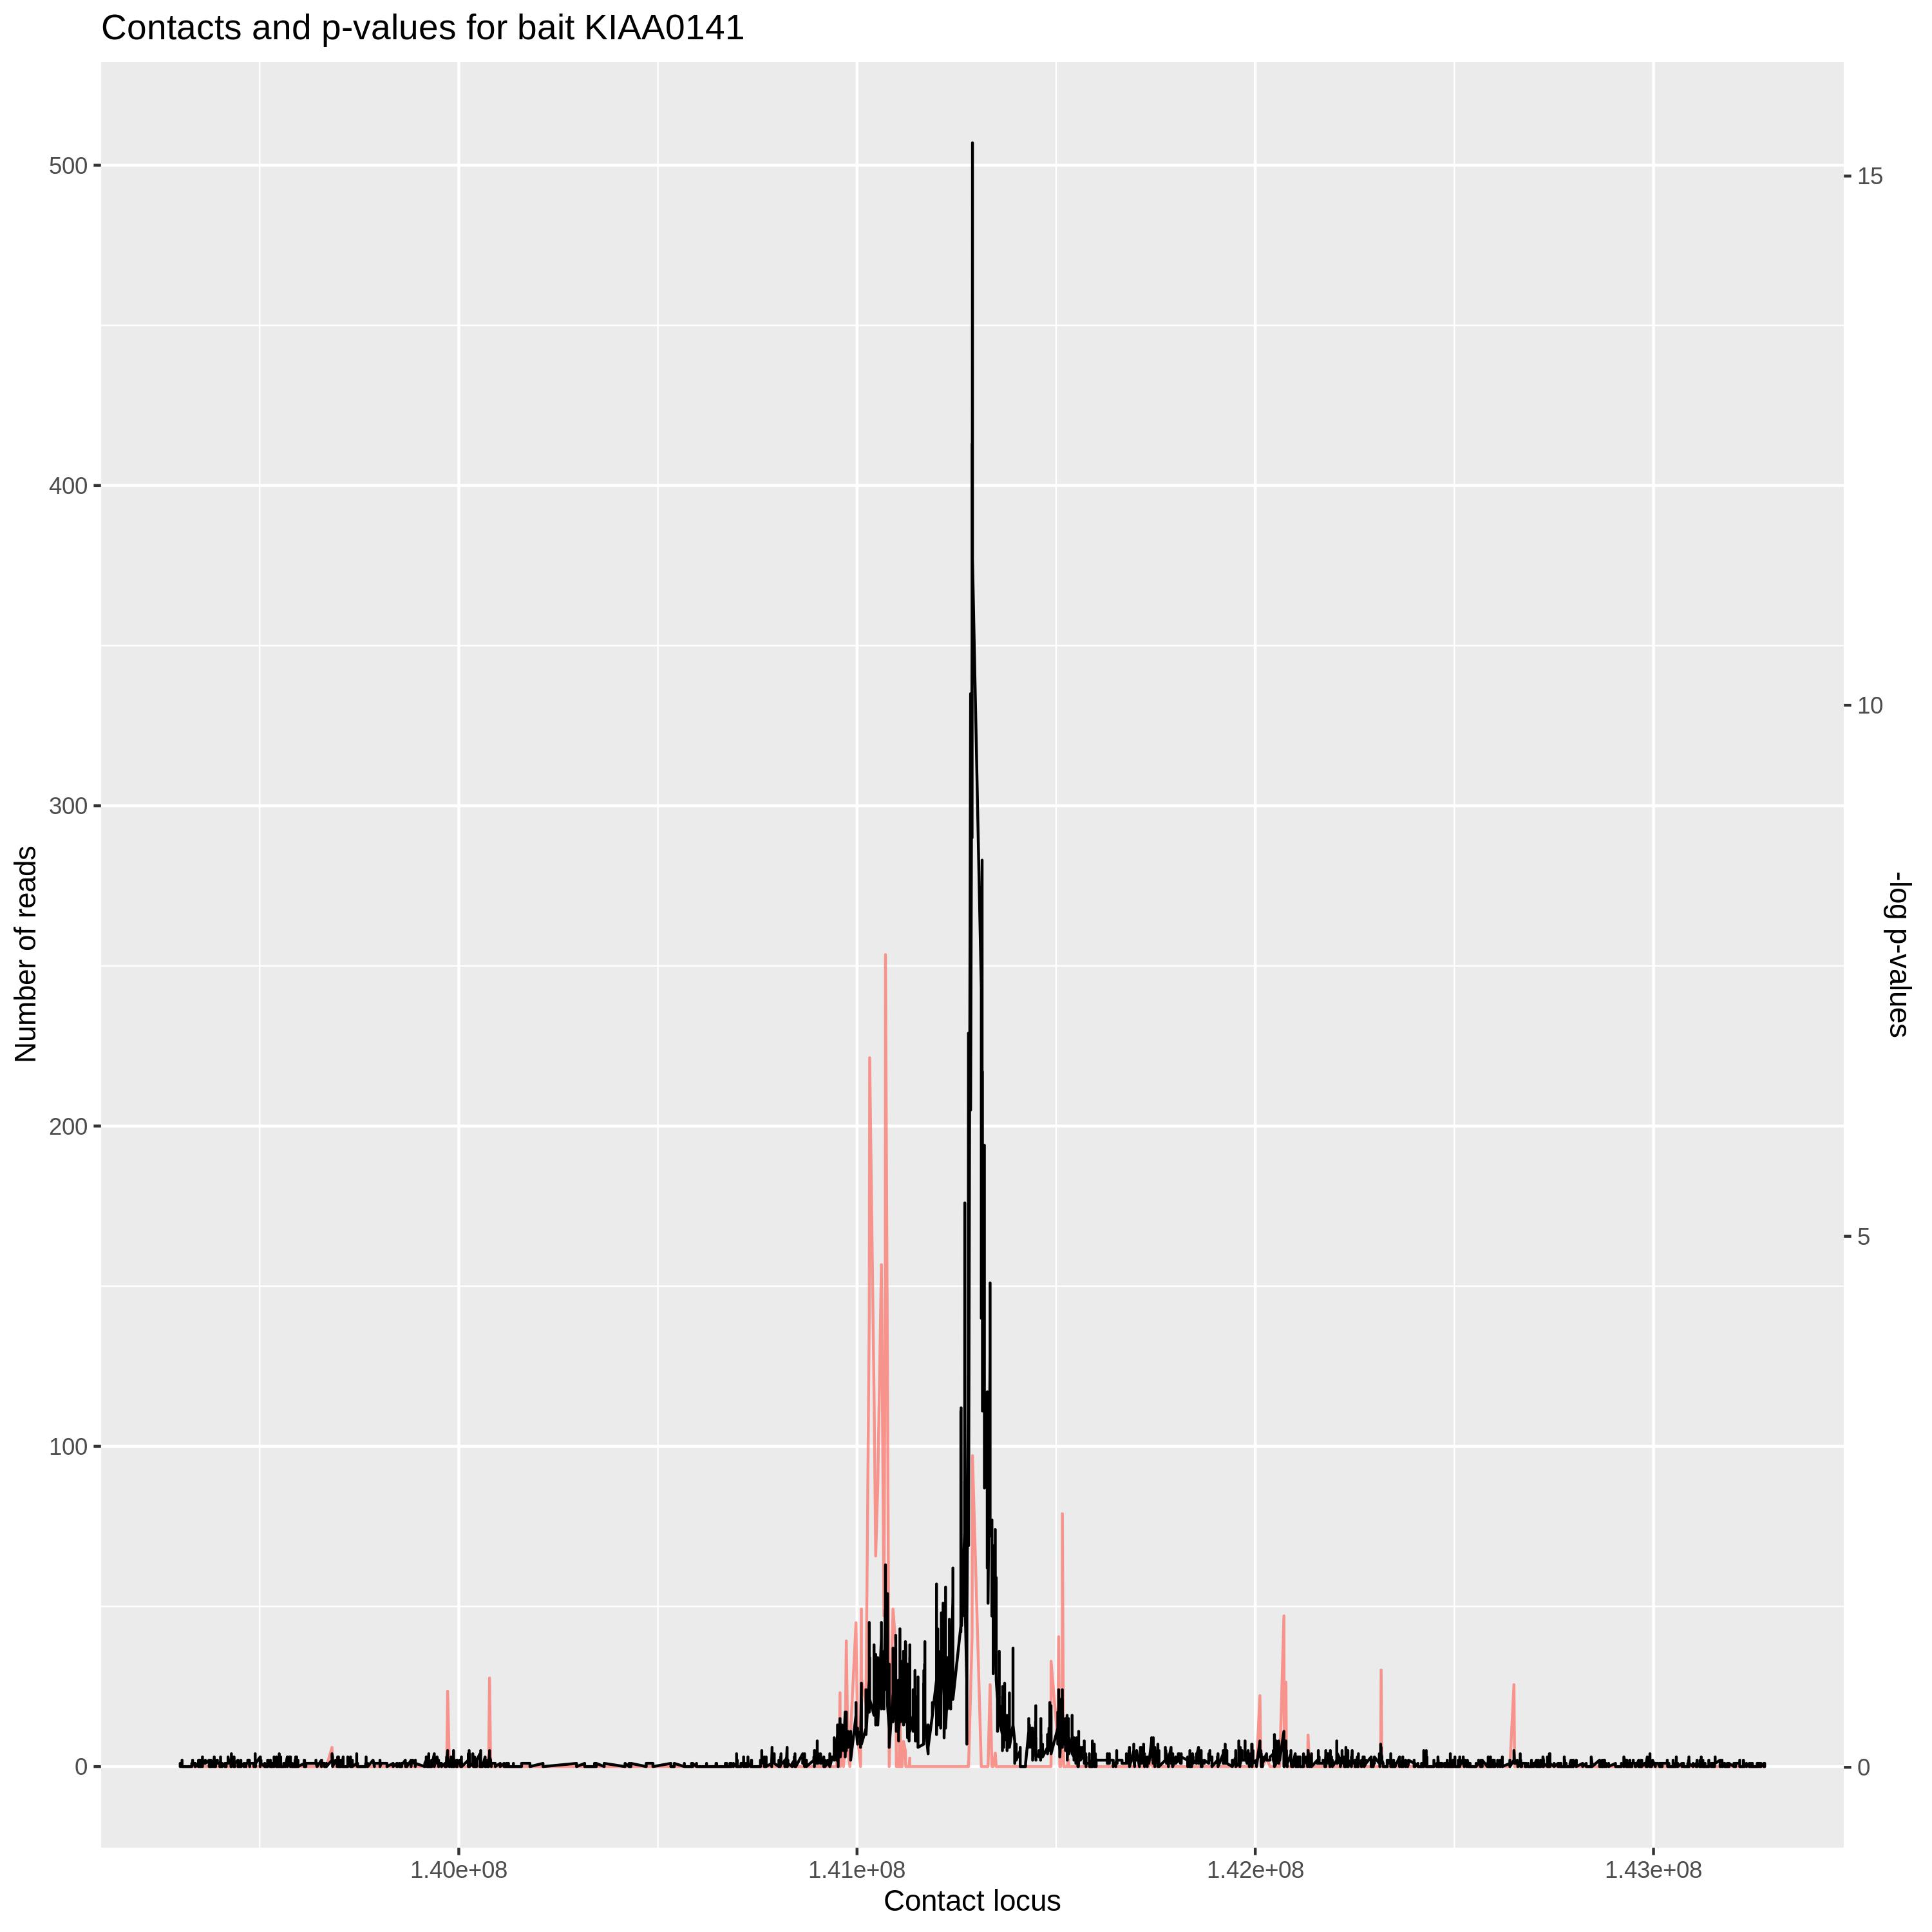 Contacts and p-values for bait KIAA0141
500
400
300
200
100
0
Number of reads
15
10
5
0
-log p-values
1.40e+08 1.41e+08 1.42e+08 1.43e+08
Contact locus